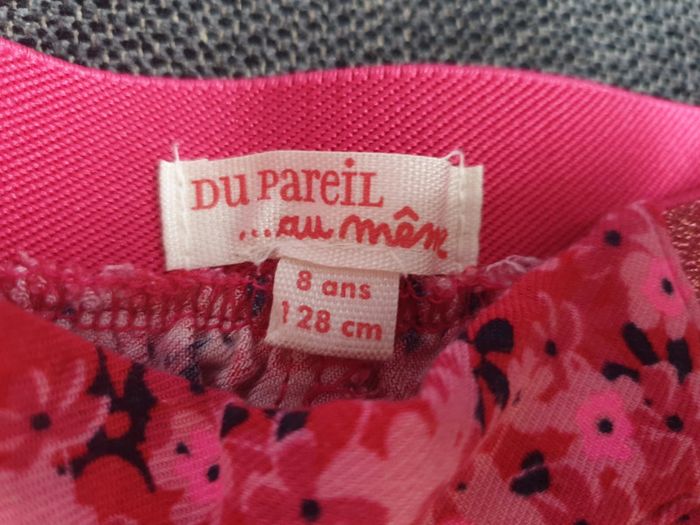 DU PAREIL
...au mêm
8 ans
128 cm